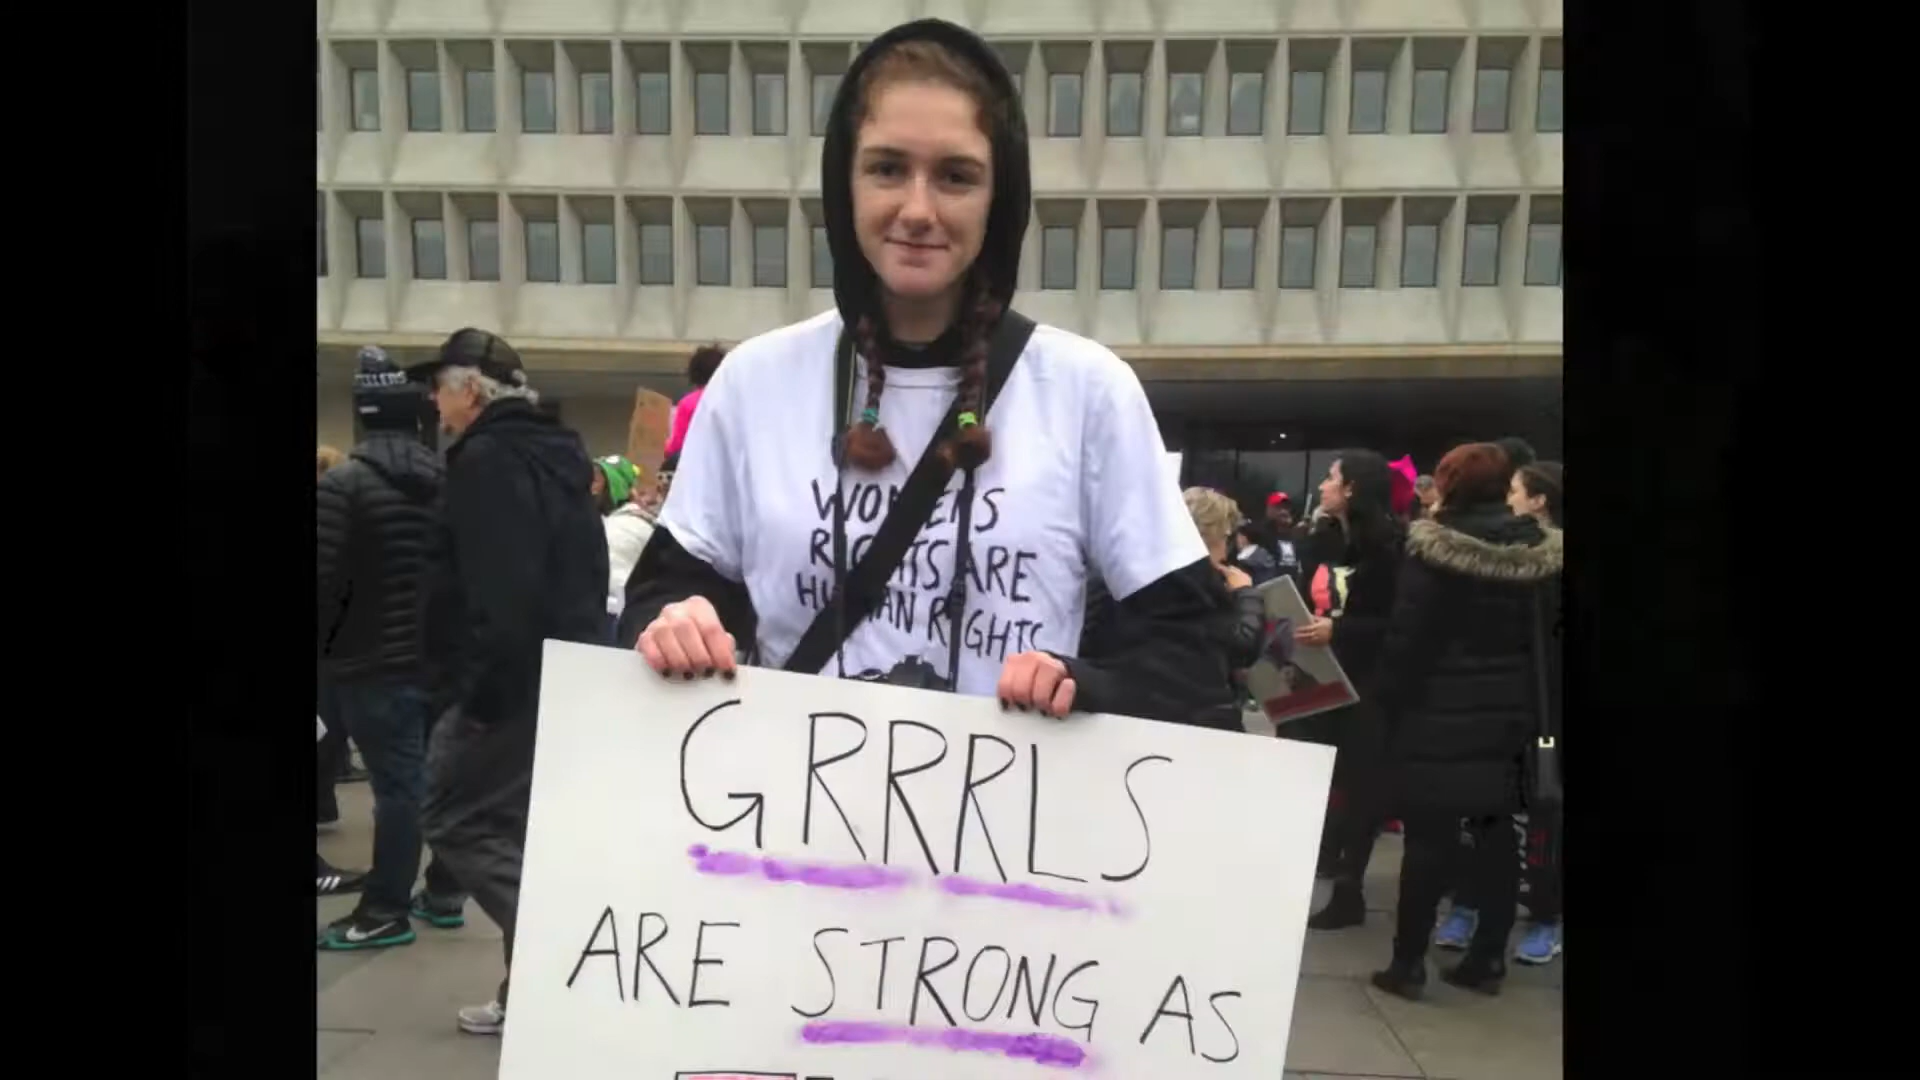 WOMENS
RIGHTS ARE
HUMAN RIGHTS
GRRRLS
ARE STRONG AS